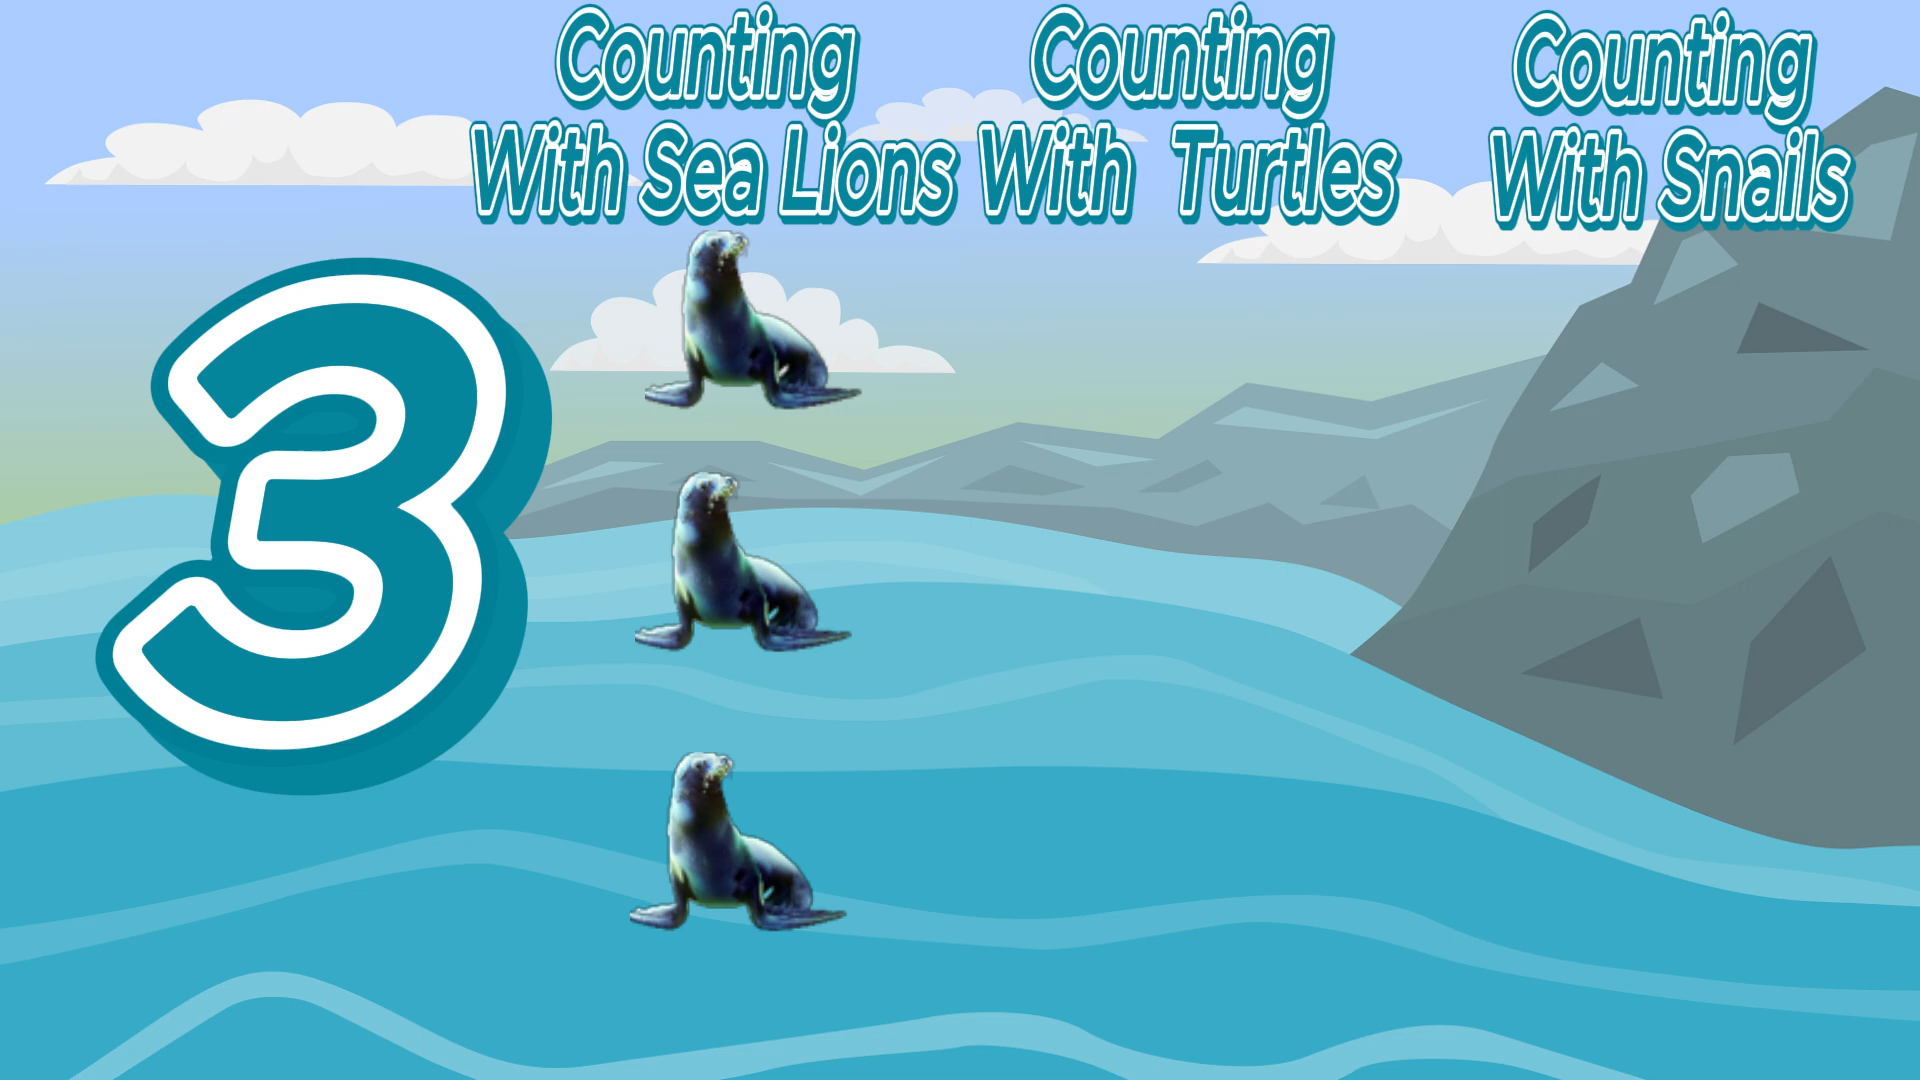 Counting
With Sea Lions
Counting
With Turtles
Counting
With Snails
3